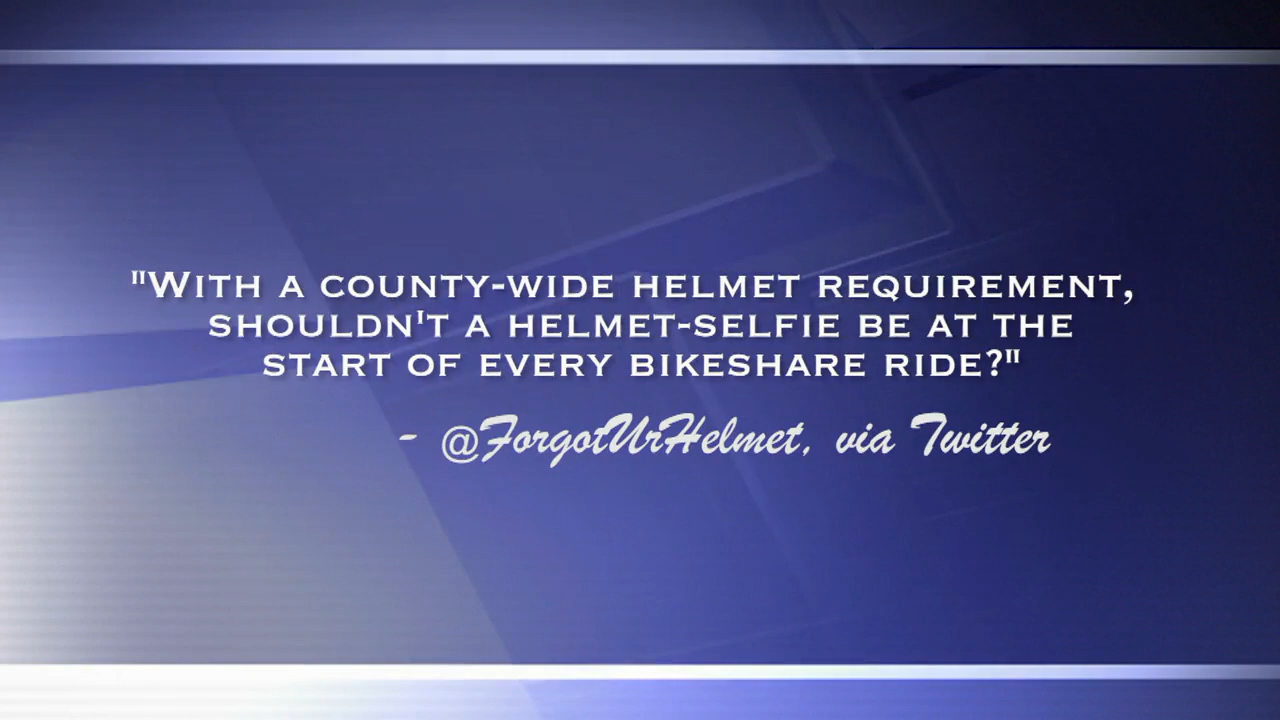 "With a county-wide helmet requirement,
shouldn't a helmet-selfie be at the
start of every bikeshare ride?"
- @ForgotUrHelmet, via Twitter